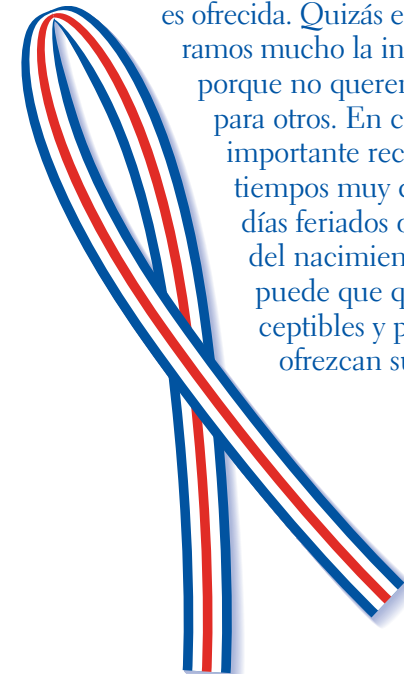 es ofrecida. Quizás e
ramos mucho la in
porque no queren
para otros. En c
importante rec
tiempos muy d
días feriados o
del nacimien
puede que q
ceptibles y p
ofrezcan su